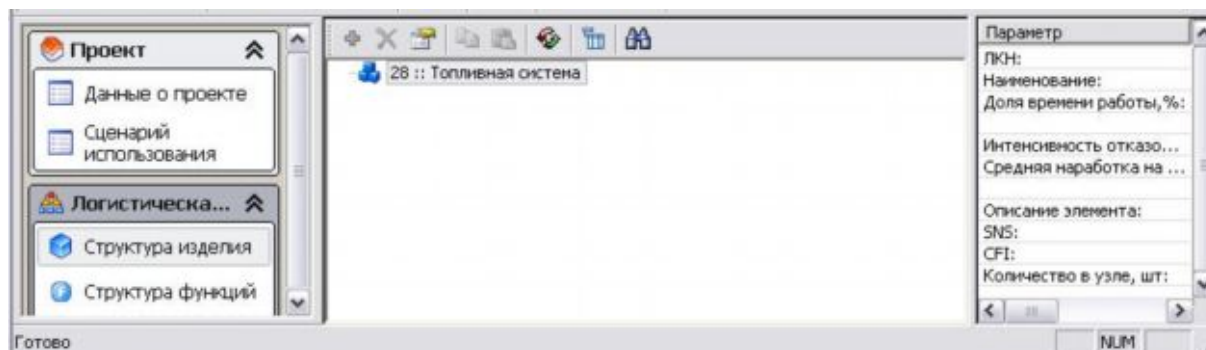 Проект
Данные о проекте
Сценарий
использования
Логистическа...
Структура изделия
Структура функций
28 :: Топливная система
Параметр
ЛКН:
Наименование:
Доля времени работы,%:
Интенсивность отказо...
Средняя наработка на ...
Описание элемента:
SNS:
CFI:
Количество в узле, шт:
Готово
NUM